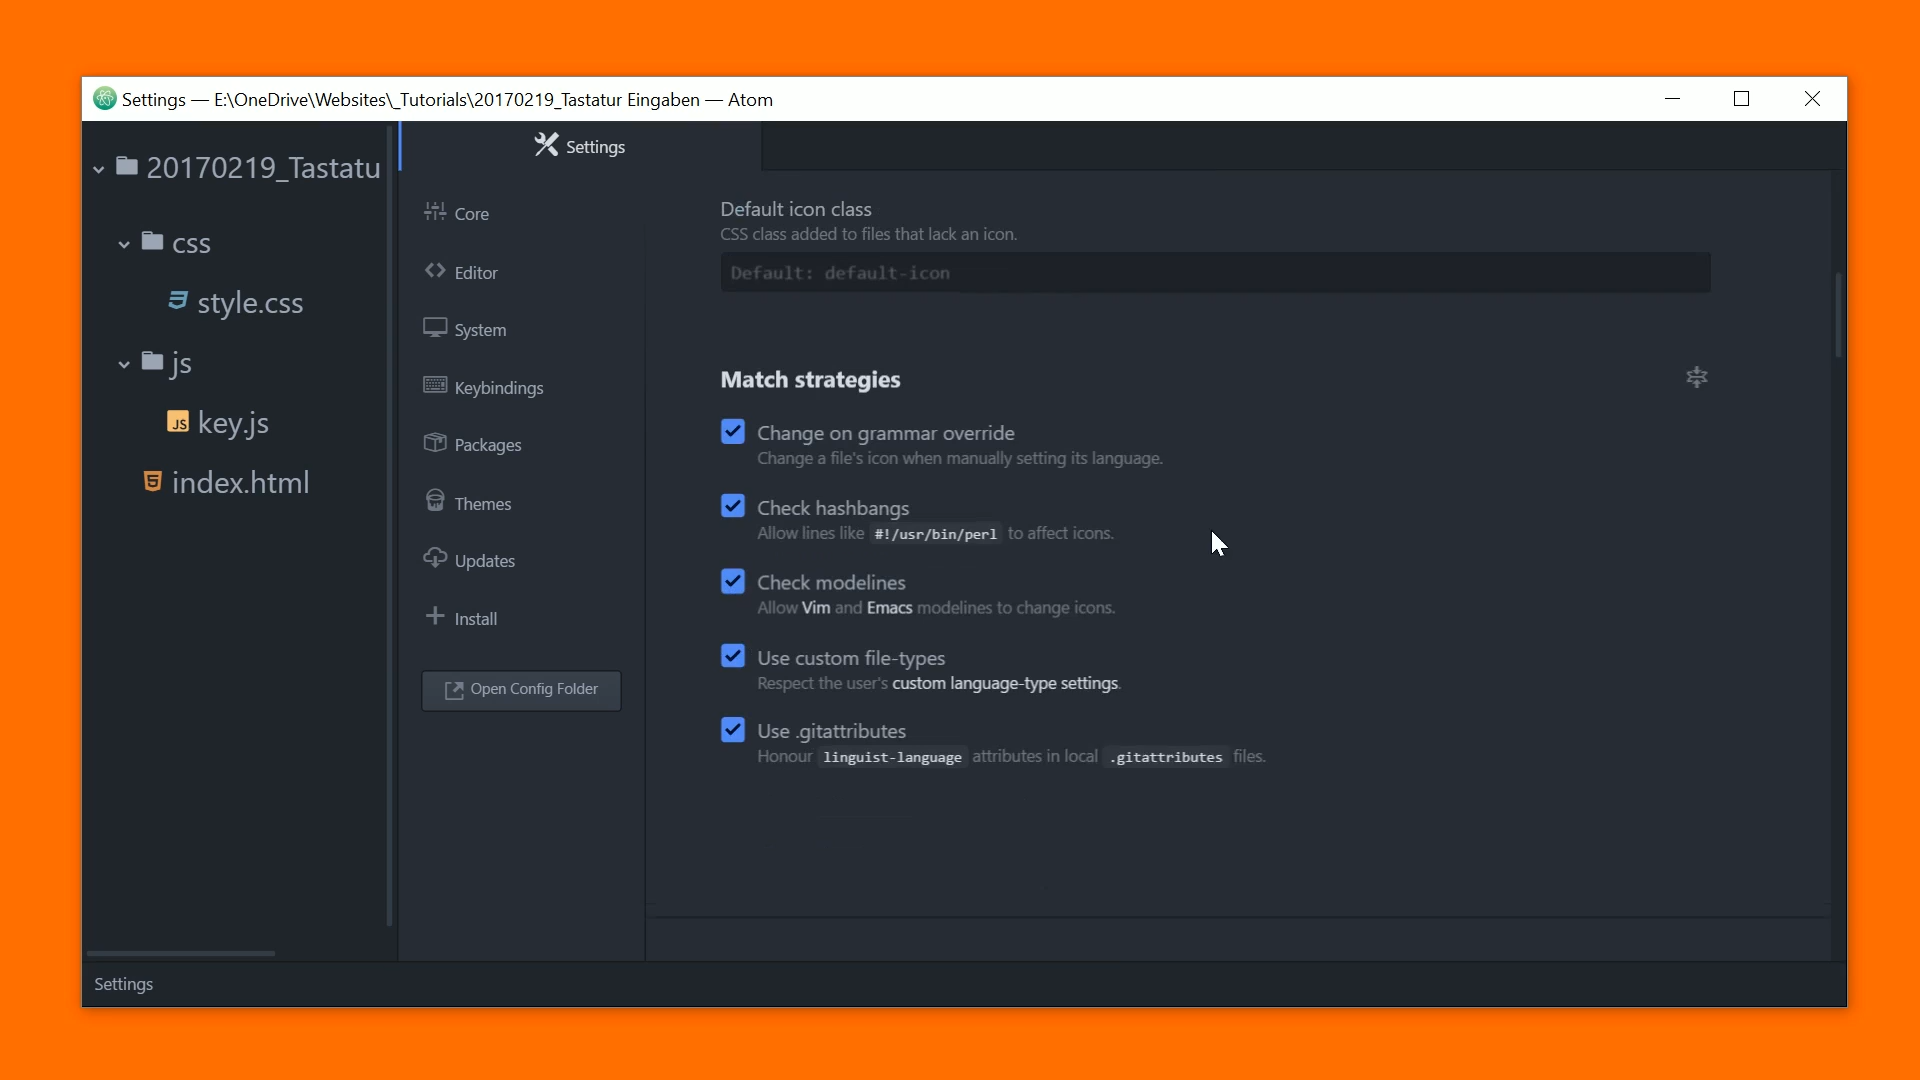 Settings — E:\OneDrive\Websites\_Tutorials\20170219_Tastatur Eingaben — Atom
20170219_Tastatu
css
style.css
js
key.js
index.html
Settings
Core
Editor
System
Keybindings
Packages
Themes
Updates
Install
Open Config Folder
Default icon class
CSS class added to files that lack an icon.
Default: default-icon
Match strategies
Change on grammar override
Change a file's icon when manually setting its language.
Check hashbangs
Allow lines like #!/usr/bin/perl to affect icons.
Check modelines
Allow Vim and Emacs modelines to change icons.
Use custom file-types
Respect the user's custom language-type settings.
Use .gitattributes
Honour linguist-language attributes in local .gitattributes files.
Settings